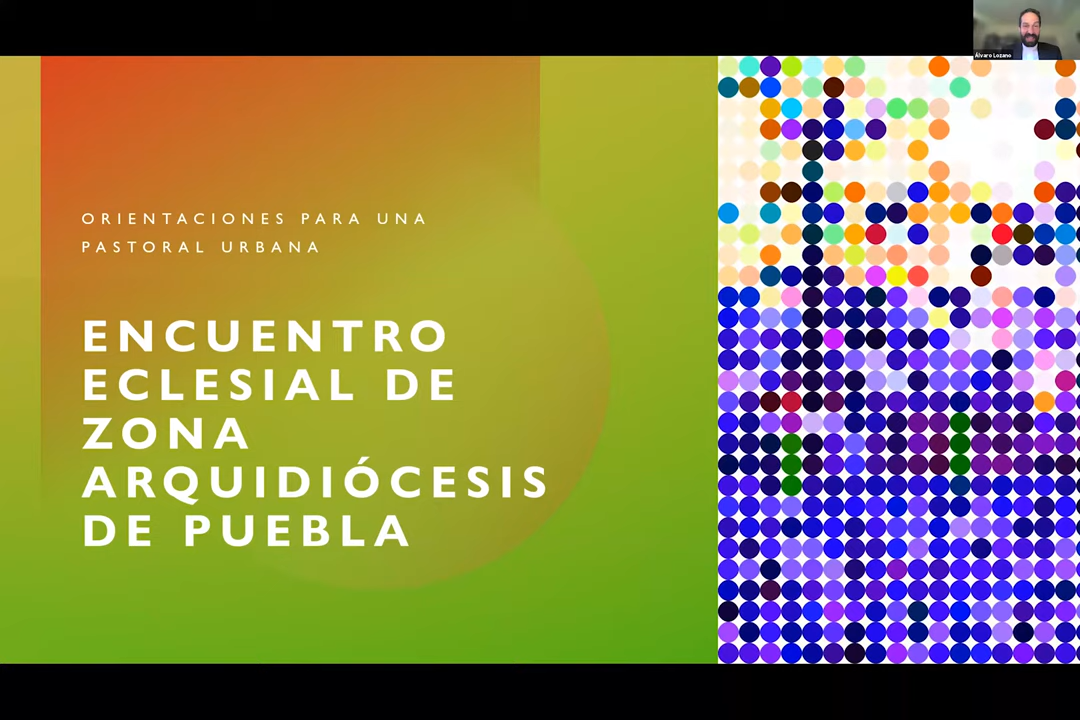 Álvaro Lozano
ORIENTACIONES PARA UNA
PASTORAL URBANA
ENCUENTRO
ECLESIAL DE
ZONA
ARQUIDIÓCESIS
DE PUEBLA